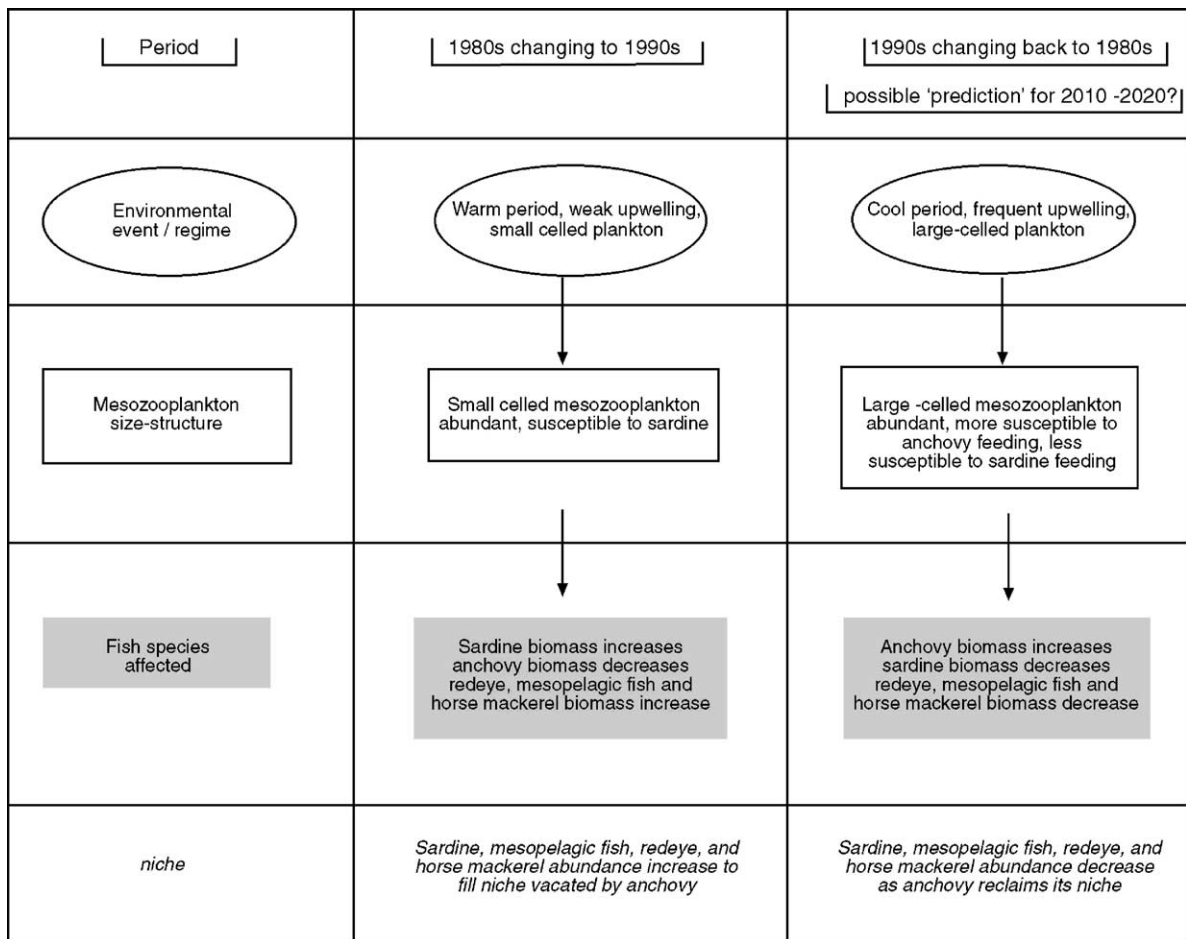 Period
1980s changing to 1990s
1990s changing back to 1980s
possible ‘prediction’ for 2010 -2020?
Environmental
event / regime
Warm period, weak upwelling,
small celled plankton
Cool period, frequent upwelling,
large-celled plankton
Mesozooplankton
size-structure
Small celled mesozooplankton
abundant, susceptible to sardine
Large -celled mesozooplankton
abundant, more susceptible to
anchovy feeding, less
susceptible to sardine feeding
Fish species
affected
Sardine biomass increases
anchovy biomass decreases
redeye, mesopelagic fish and
horse mackerel biomass increase
Anchovy biomass increases
sardine biomass decreases
redeye, mesopelagic fish and
horse mackerel biomass decrease
niche
Sardine, mesopelagic fish, redeye, and
horse mackerel abundance increase to
fill niche vacated by anchovy
Sardine, mesopelagic fish, redeye, and
horse mackerel abundance decrease
as anchovy reclaims its niche